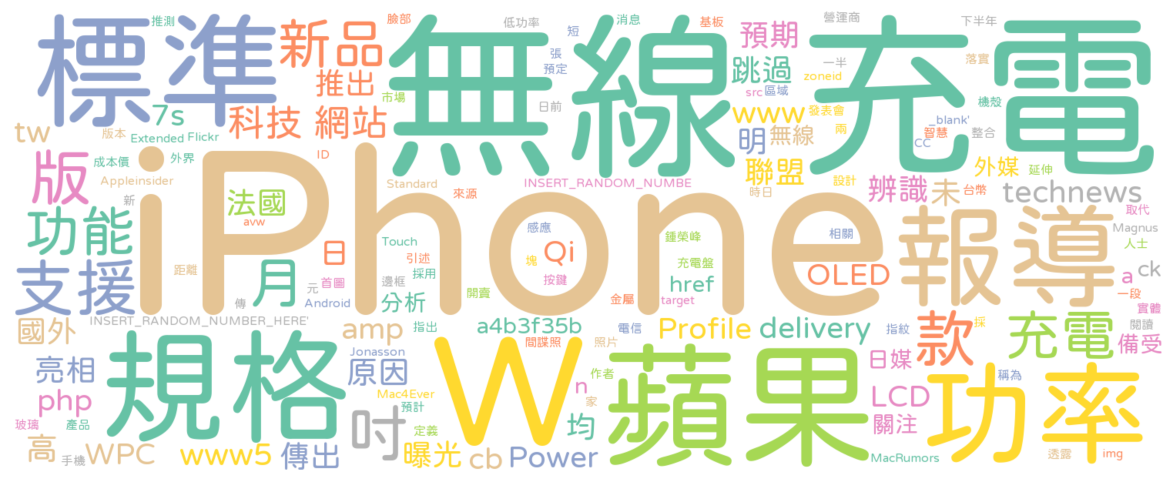 標準
無線充電
iPhone
報導
支援
規格
W
蘋果
功率
推測
臉部
低功率
消息
短
基板
營運商
下半年
新品
推出
科技
網站
7s
tw
版本
Extended
Flickr
市場
張
預定
日前
預期
跳過
src
區域
www
zoneid
一半
發表會
兩
明
無線
落實
機殼
_blank'
智慧
整合
CC
版
成本價
外界
Appleinsider
新
ID
Standard
來源
INSERT_RANDOM_NUMBE
聯盟
時日
設計
辨識
未
外媒
台幣
延伸
technews
功能
法國
avw
日
月
距離
傳
元
首圖
Android
Touch
引述
採用
邊框
分析
感應
塊
Qi
按鍵
開賣
鍾榮峰
充電盤
href
金屬
target
相關
OLED
取代
Magnus
人士
a
ck
一段
實體
閱讀
國外
INSERT_RANDOM_NUMBER_HERE'
amp
指出
a4b3f35b
電信
Profile
delivery
指紋
款
採
充電
備受
亮相
php
原因
Jonasson
Mac4Ever
預計
間諜照
照片
作者
n
家
日媒
LCD
關注
稱為
玻璃
產品
高
手機
WPC
www5
傳出
吋
定義
曝光
cb
Power
均
MacRumors
透露
img